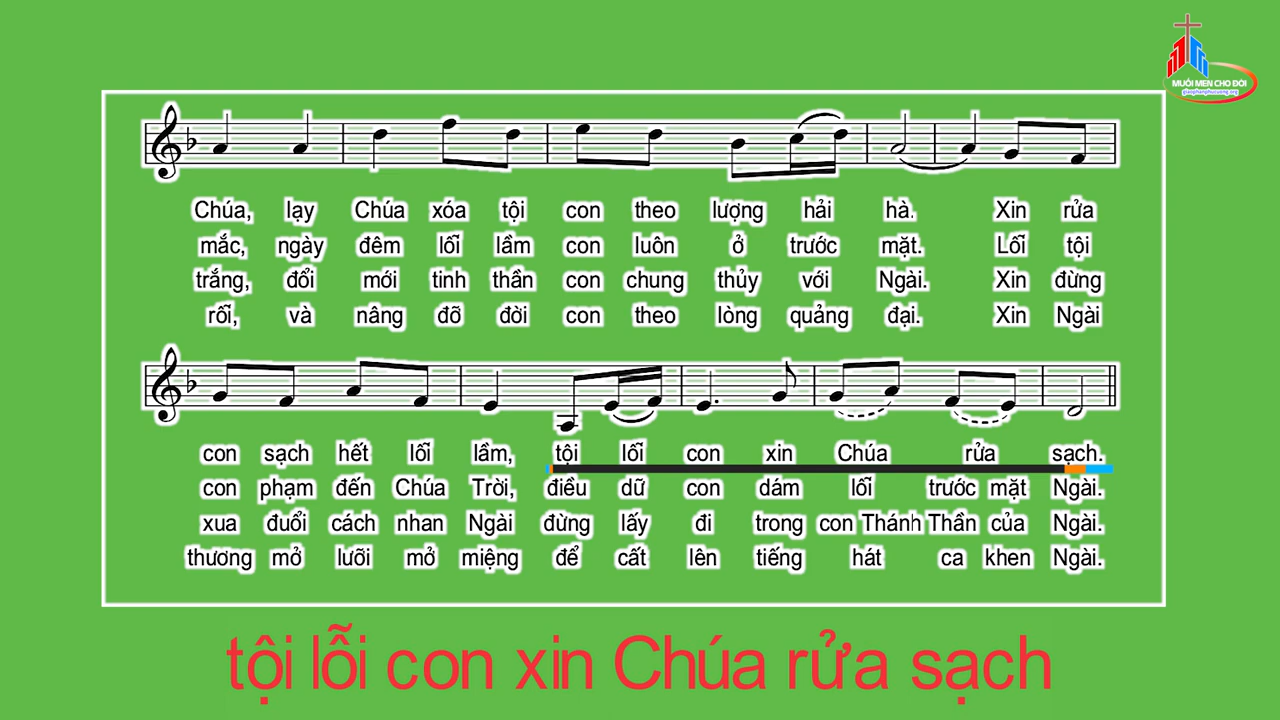 MUỐI MEN CHO ĐỜI
giaophanphucuong.org
Chúa, lạy Chúa xóa tội con theo lượng hải hà. Xin rửa
mắc, ngày đêm lỗi lầm con luôn ở trước mặt. Lỗi tội
trắng, đổi mới tinh thần con chung thủy với Ngài. Xin đừng
rỗi, và nâng đỡ đời con theo lòng quảng đại. Xin Ngài
con sạch hết lỗi lầm, tội lỗi con xin Chúa rửa sạch.
con phạm đến Chúa Trời, điều dữ con dám lỗi trước mặt Ngài.
xua đuổi cách nhan Ngài đừng lấy đi trong con Thánh Thần của Ngài.
thương mở lưỡi mở miệng để cất lên tiếng hát ca khen Ngài.
tội lỗi con xin Chúa rửa sạch